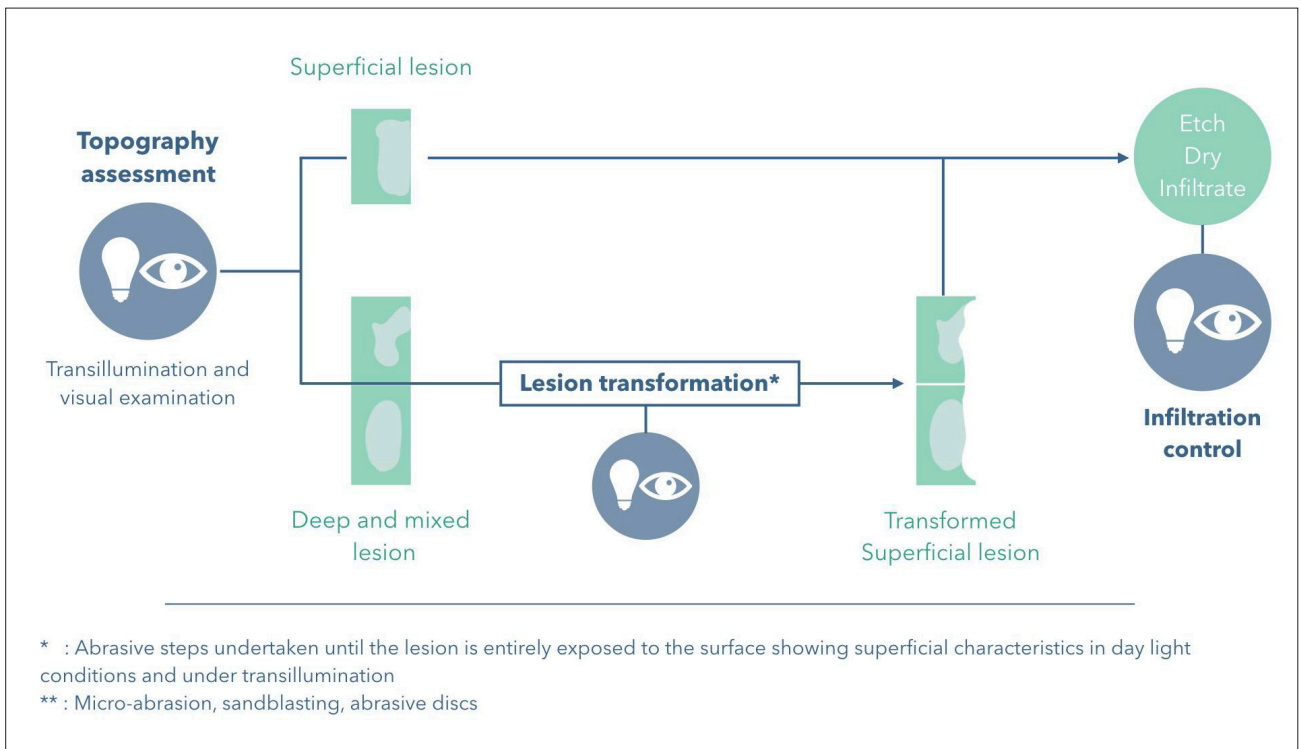 Superficial lesion
Topography
assessment
Etch
Dry
Infiltrate
Transillumination and
visual examination
Lesion transformation*
Infiltration
control
Deep and mixed
lesion
Transformed
Superficial lesion
* : Abrasive steps undertaken until the lesion is entirely exposed to the surface showing superficial characteristics in day light
conditions and under transillumination
** : Micro-abrasion, sandblasting, abrasive discs